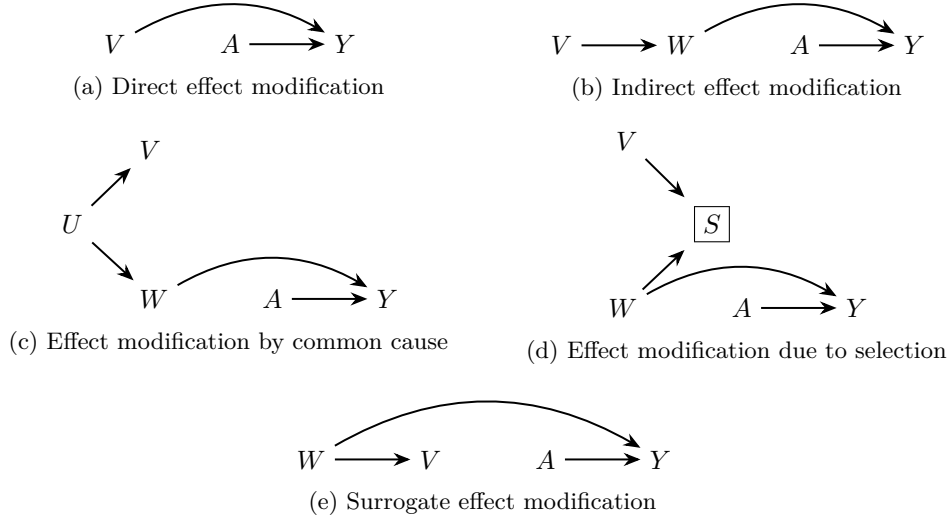 V A Y V W A Y
(a) Direct effect modification (b) Indirect effect modification
V V
U S
W A Y W A Y
(c) Effect modification by common cause (d) Effect modification due to selection
W V A Y
(e) Surrogate effect modification